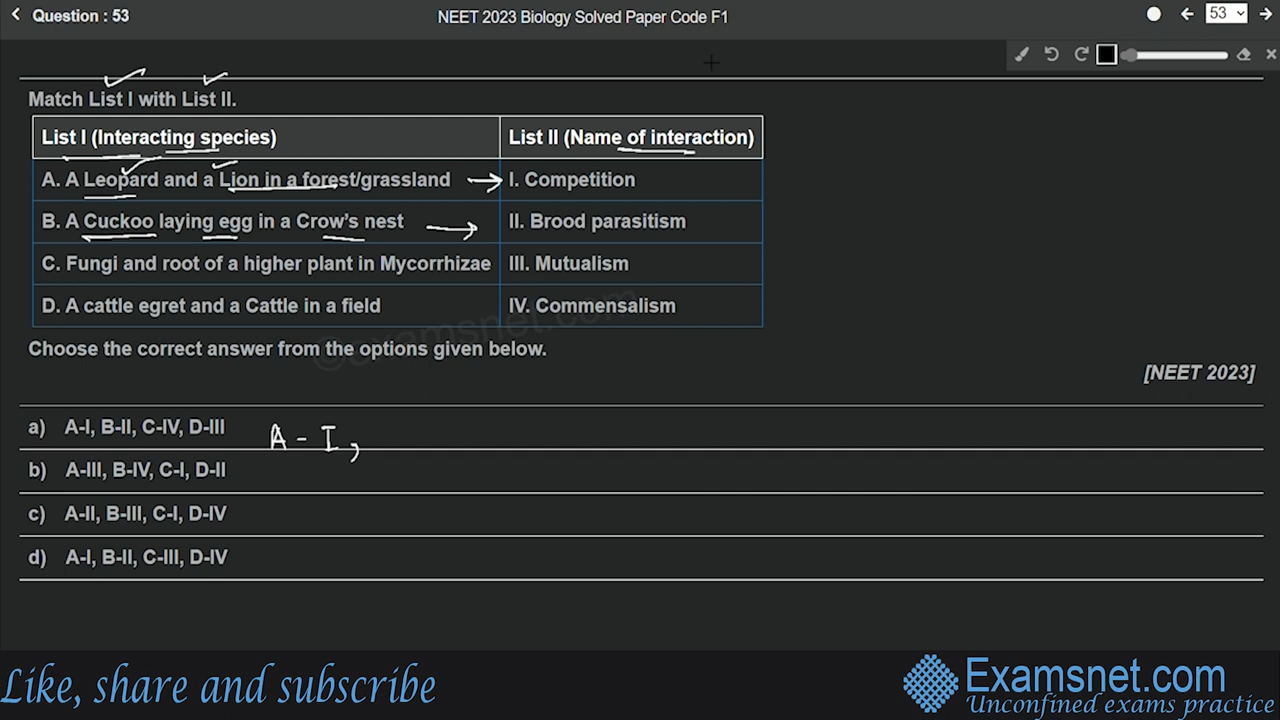 Question : 53
NEET 2023 Biology Solved Paper Code F1
53
Match List I with List II.
List I (Interacting species) List II (Name of interaction)
A. A Leopard and a Lion in a forest/grassland I. Competition
B. A Cuckoo laying egg in a Crow's nest II. Brood parasitism
C. Fungi and root of a higher plant in Mycorrhizae III. Mutualism
D. A cattle egret and a Cattle in a field IV. Commensalism
©examsnet.com
Choose the correct answer from the options given below.
[NEET 2023]
a) A-I, B-II, C-IV, D-III
A - I,
b) A-III, B-IV, C-I, D-II
c) A-II, B-III, C-I, D-IV
d) A-I, B-II, C-III, D-IV
Like, share and subscribe
Examsnet.com
Unconfined exams practice